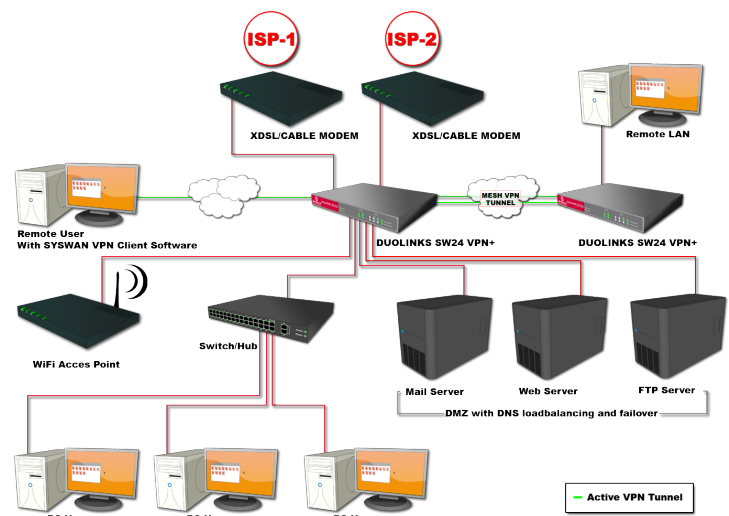 ISP-1
ISP-2
XDSL/CABLE MODEM
XDSL/CABLE MODEM
Remote LAN
MESH VPN
TUNNEL
Remote User
With SYSWAN VPN Client Software
DUOLINKS SW24 VPN+
DUOLINKS SW24 VPN+
WiFi Acces Point
Switch/Hub
Mail Server
Web Server
FTP Server
DMZ with DNS loadbalancing and failover
Active VPN Tunnel